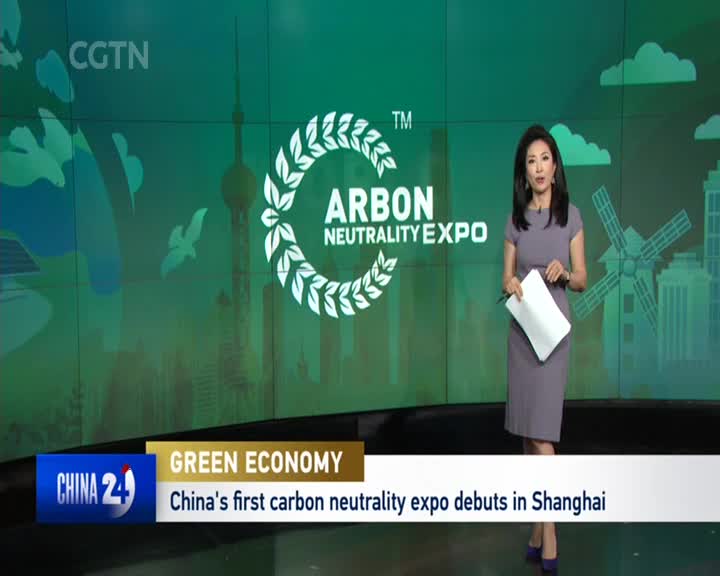 CGTN
TM
ARBON
NEUTRALITY EXPO
GREEN ECONOMY
CHINA 24
China's first carbon neutrality expo debuts in Shanghai